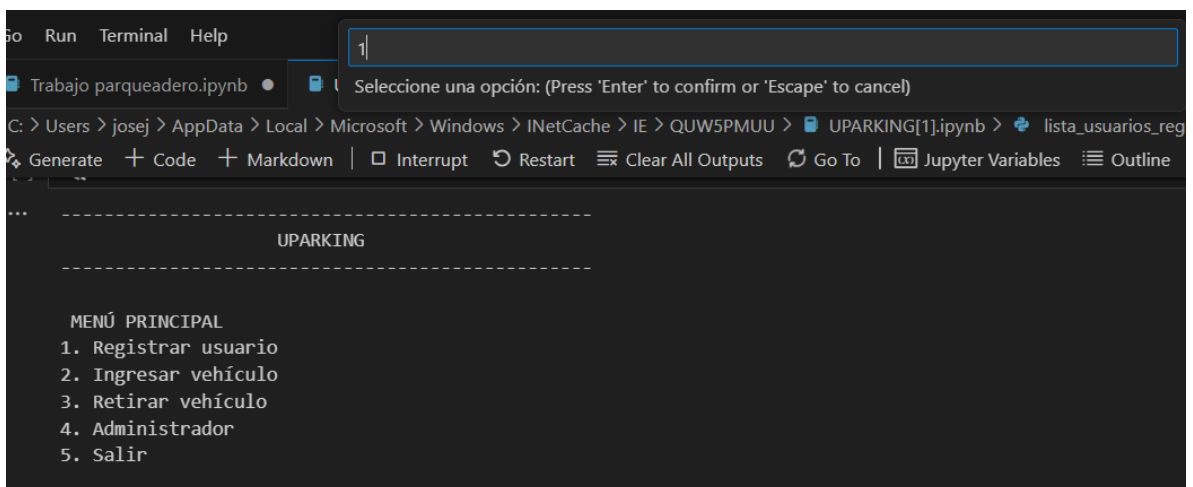 Go Run Terminal Help
1
Trabajo parqueadero.ipynb
Seleccione una opción: (Press 'Enter' to confirm or 'Escape' to cancel)
C: > Users > josej > AppData > Local > Microsoft > Windows > INetCache > IE > QUW5PMUU > UPARKING[1].ipynb > lista_usuarios_reg
Generate + Code + Markdown | Interrupt Restart Clear All Outputs Go To | Jupyter Variables Outline
... -------------------------------------------------
UPARKING
-------------------------------------------------
MENÚ PRINCIPAL
1. Registrar usuario
2. Ingresar vehículo
3. Retirar vehículo
4. Administrador
5. Salir